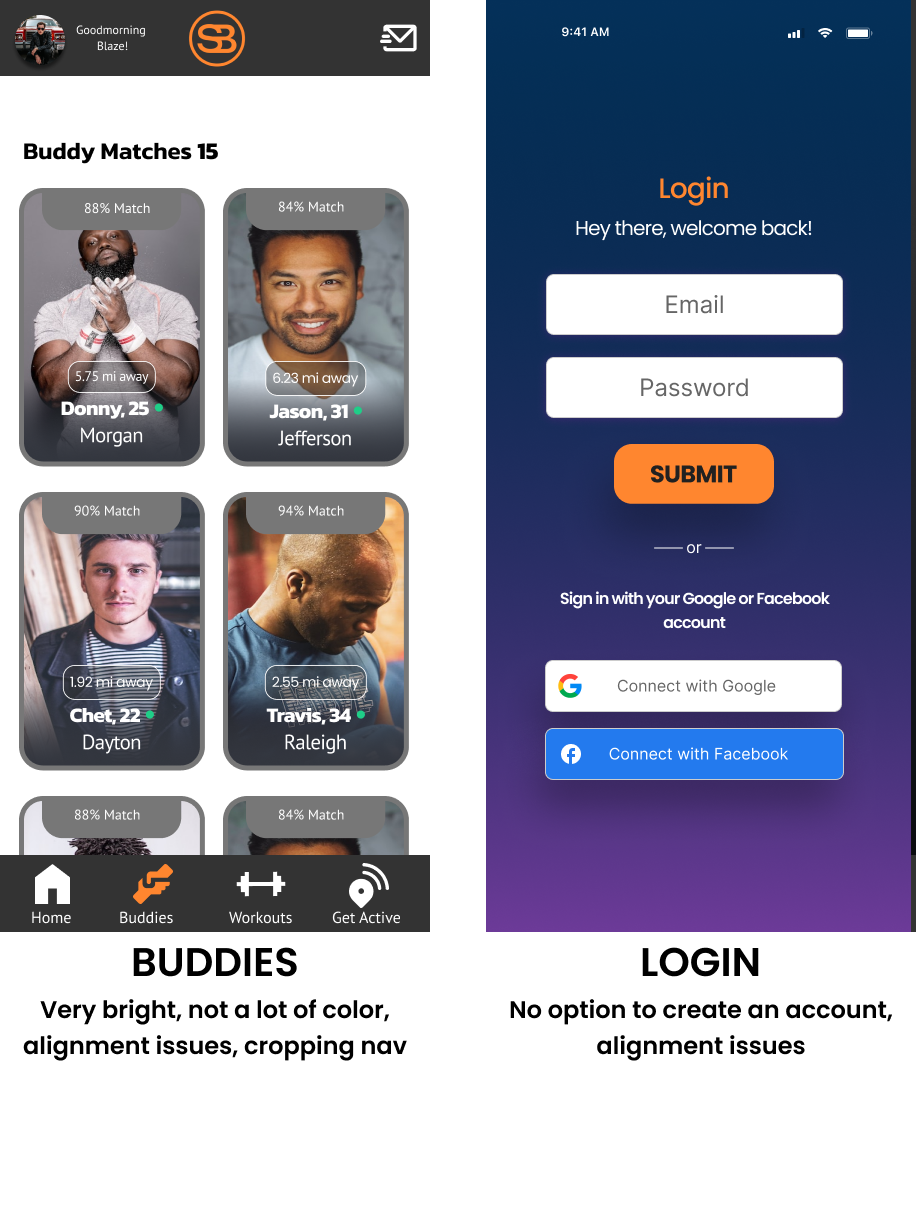 Goodmorning
Blaze!
SB
Buddy Matches 15
88% Match
5.75 mi away
Donny, 25
Morgan
84% Match
6.23 mi away
Jason, 31
Jefferson
90% Match
1.92 mi away
Chet, 22
Dayton
94% Match
2.55 mi away
Travis, 34
Raleigh
88% Match
84% Match
Home
Buddies
Workouts
Get Active
BUDDIES
Very bright, not a lot of color,
alignment issues, cropping nav
9:41 AM
Login
Hey there, welcome back!
Email
Password
SUBMIT
or
Sign in with your Google or Facebook
account
Connect with Google
Connect with Facebook
LOGIN
No option to create an account,
alignment issues